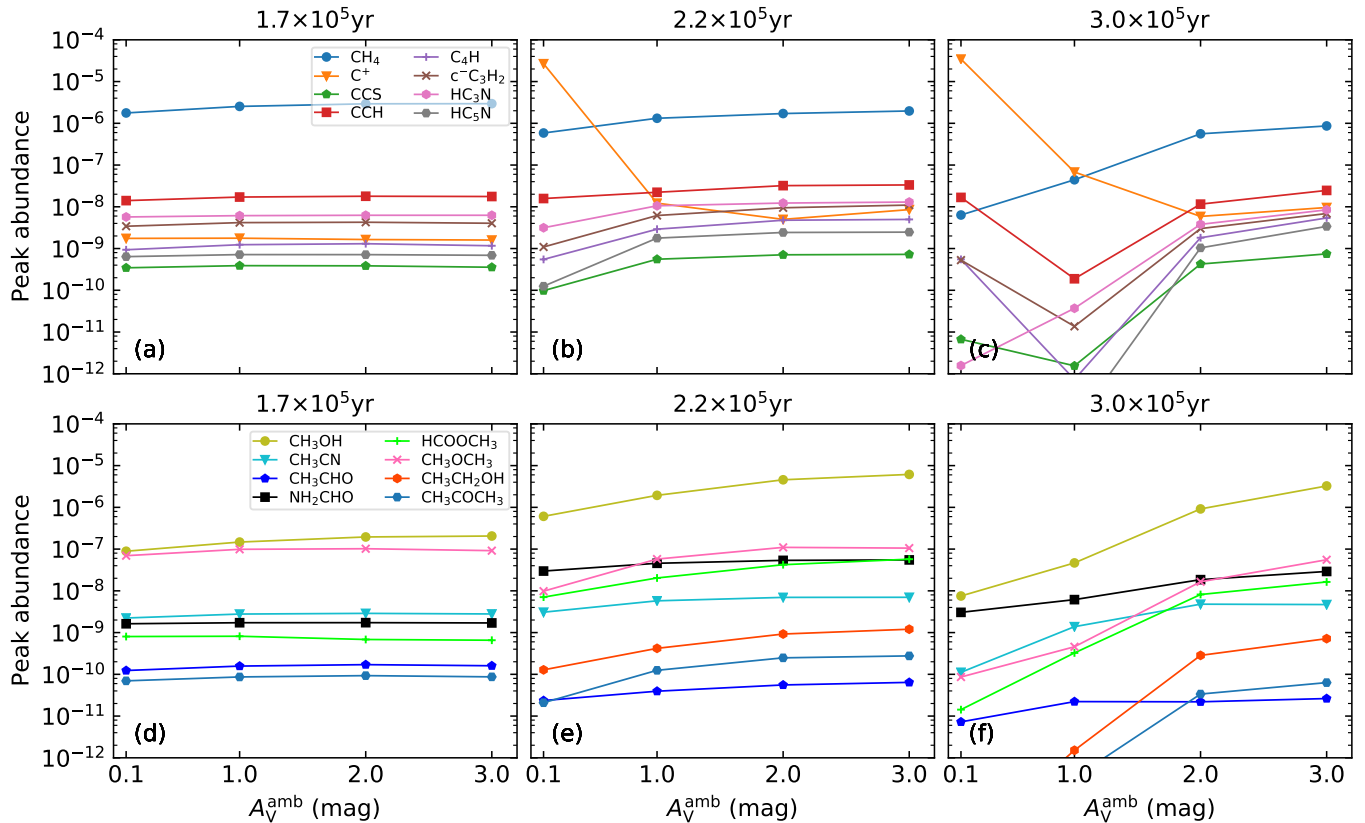 1.7×10⁵yr
2.2×10⁵yr
3.0×10⁵yr
Peak abundance
10⁻⁴
10⁻⁵
10⁻⁶
10⁻⁷
10⁻⁸
10⁻⁹
10⁻¹⁰
10⁻¹¹
10⁻¹²
CH₄
C⁺
CCS
CCH
C₄H
c⁻C₃H₂
HC₃N
HC₅N
(a)
(b)
(c)
1.7×10⁵yr
2.2×10⁵yr
3.0×10⁵yr
Peak abundance
10⁻⁴
10⁻⁵
10⁻⁶
10⁻⁷
10⁻⁸
10⁻⁹
10⁻¹⁰
10⁻¹¹
10⁻¹²
CH₃OH
CH₃CN
CH₃CHO
NH₂CHO
HCOOCH₃
CH₃OCH₃
CH₃CH₂OH
CH₃COCH₃
(d)
(e)
(f)
0.1 1.0 2.0 3.0
0.1 1.0 2.0 3.0
0.1 1.0 2.0 3.0
A_V^amb (mag)
A_V^amb (mag)
A_V^amb (mag)